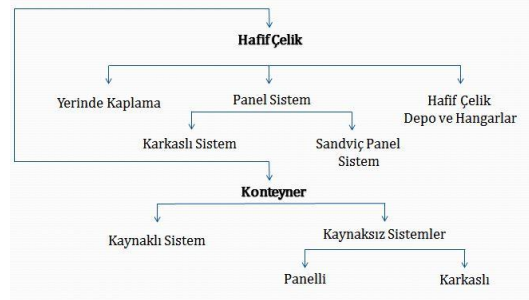 Hafif Çelik
Yerinde Kaplama
Panel Sistem
Hafif Çelik
Depo ve Hangarlar
Karkaslı Sistem
Sandviç Panel
Sistem
Konteyner
Kaynaklı Sistem
Kaynaksız Sistemler
Panelli
Karkaslı